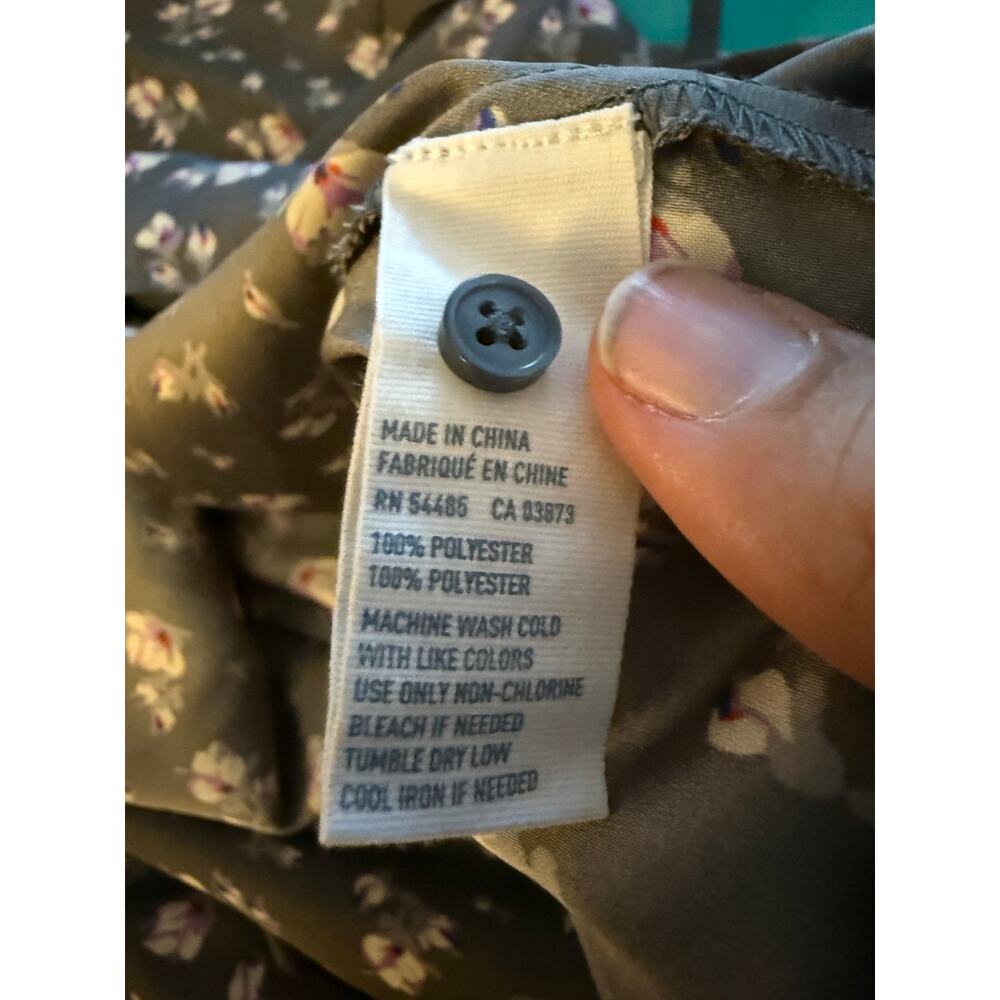 MADE IN CHINA
FABRIQUÉ EN CHINE
RN 54485 CA 03873
100% POLYESTER
100% POLYESTER
MACHINE WASH COLD
WITH LIKE COLORS
USE ONLY NON-CHLORINE
BLEACH IF NEEDED
TUMBLE DRY LOW
COOL IRON IF NEEDED